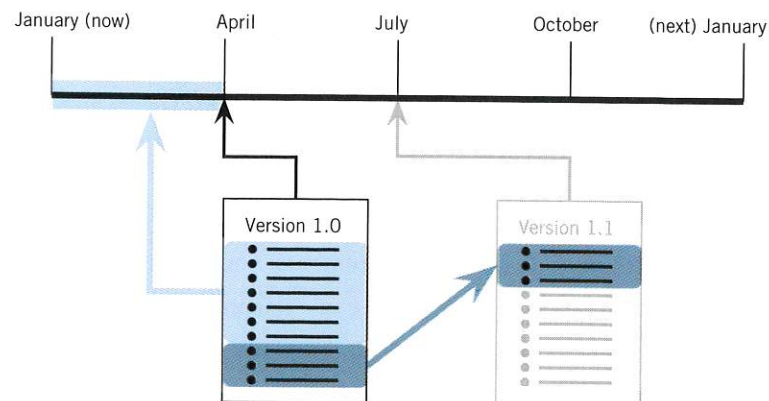 January (now)
April
July
October
(next) January
Version 1.0
Version 1.1